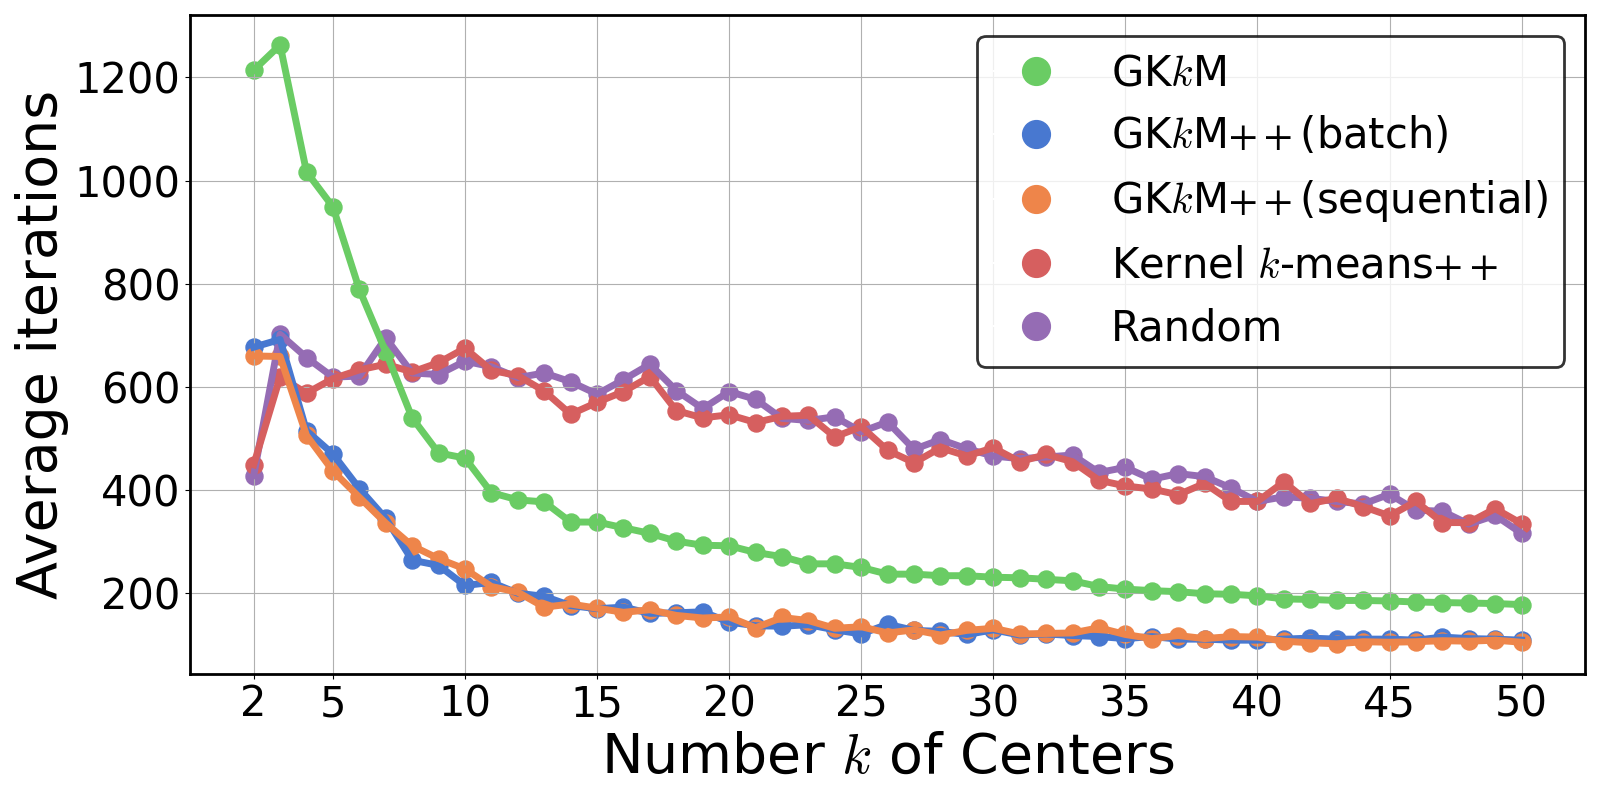 Average iterations
1200
1000
800
600
400
200
GKkM
GKkM++(batch)
GKkM++(sequential)
Kernel k-means++
Random
2 5 10 15 20 25 30 35 40 45 50
Number k of Centers